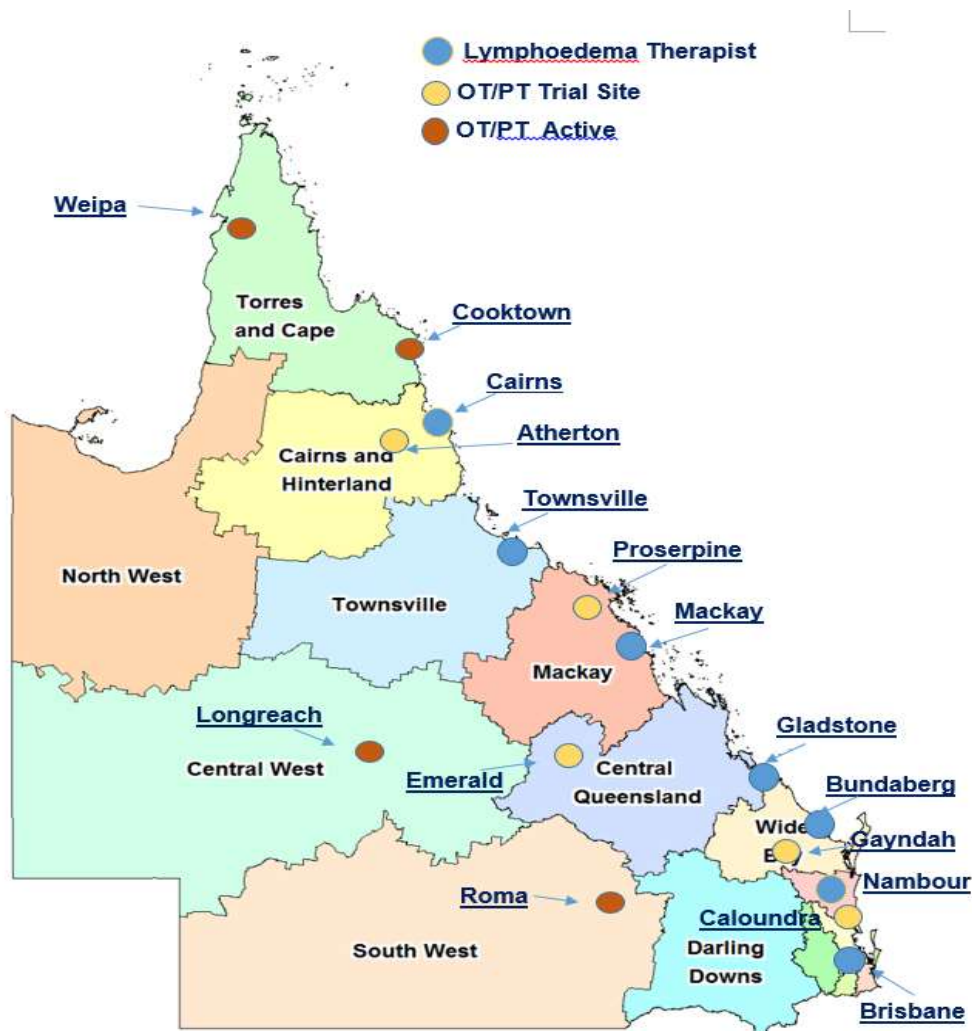 Lymphoedema Therapist
OT/PT Trial Site
OT/PT Active
Weipa
Torres
and Cape
Cooktown
Cairns
Atherton
Cairns and
Hinterland
Townsville
Proserpine
North West
Townsville
Mackay
Mackay
Longreach
Gladstone
Central West
Emerald
Central
Queensland
Bundaberg
Wide
Gayndah
Nambour
Roma
Caloundra
South West
Darling
Downs
Brisbane